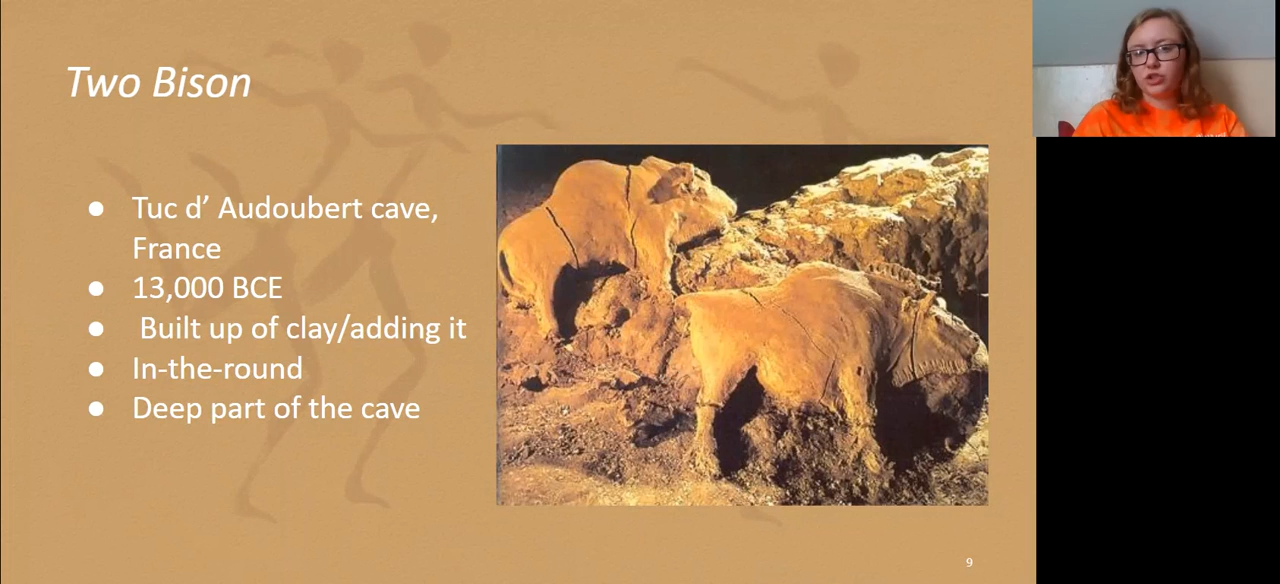 Two Bison
● Tuc d’ Audoubert cave,
France
● 13,000 BCE
● Built up of clay/adding it
● In-the-round
● Deep part of the cave
9